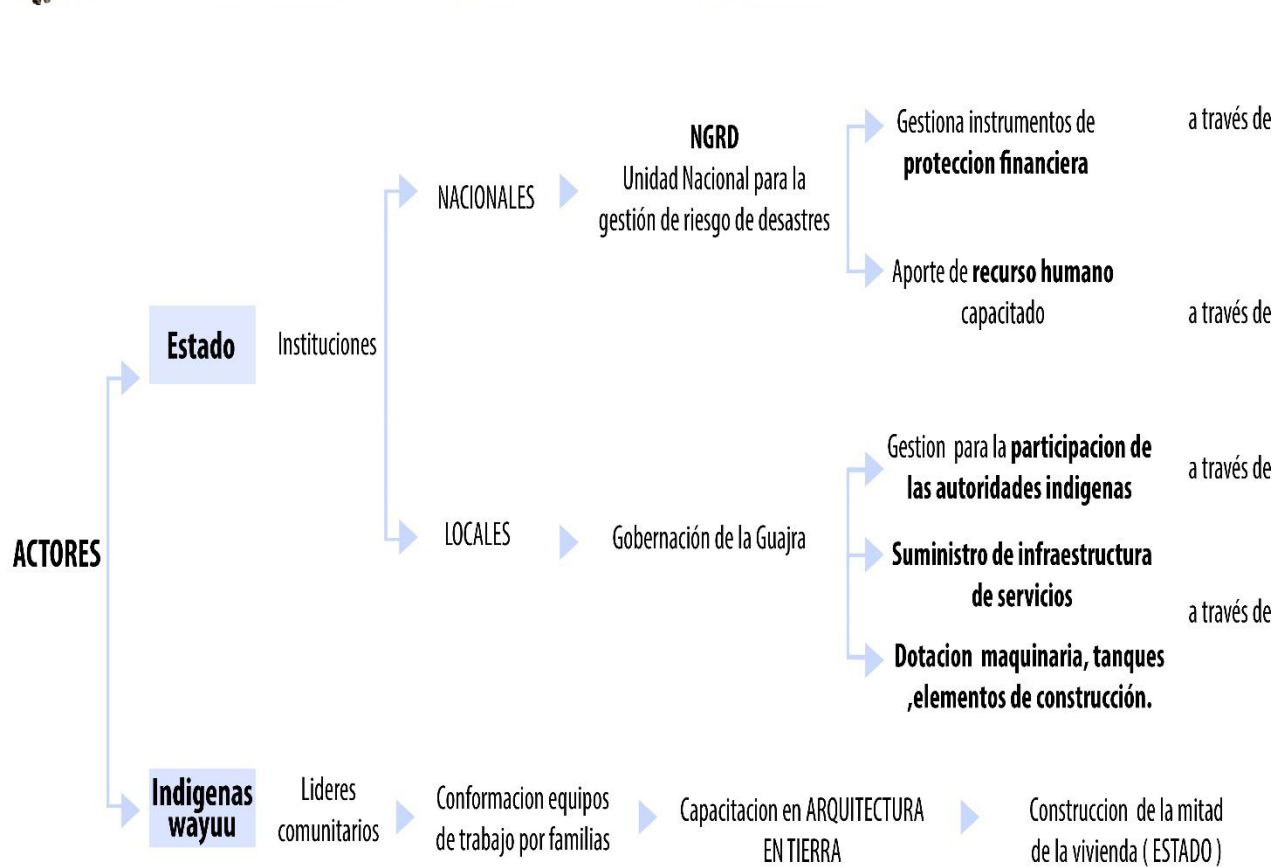 ACTORES
Estado
Instituciones
NACIONALES
NGRD
Unidad Nacional para la
gestión de riesgo de desastres
Gestiona instrumentos de
proteccion financiera
a través de
Aporte de recurso humano
capacitado
a través de
LOCALES
Gobernación de la Guajra
Gestion para la participacion de
las autoridades indigenas
a través de
Suministro de infraestructura
de servicios
a través de
Dotacion maquinaria, tanques
,elementos de construcción.
Indigenas
wayuu
Lideres
comunitarios
Conformacion equipos
de trabajo por familias
Capacitacion en ARQUITECTURA
EN TIERRA
Construccion de la mitad
de la vivienda ( ESTADO )